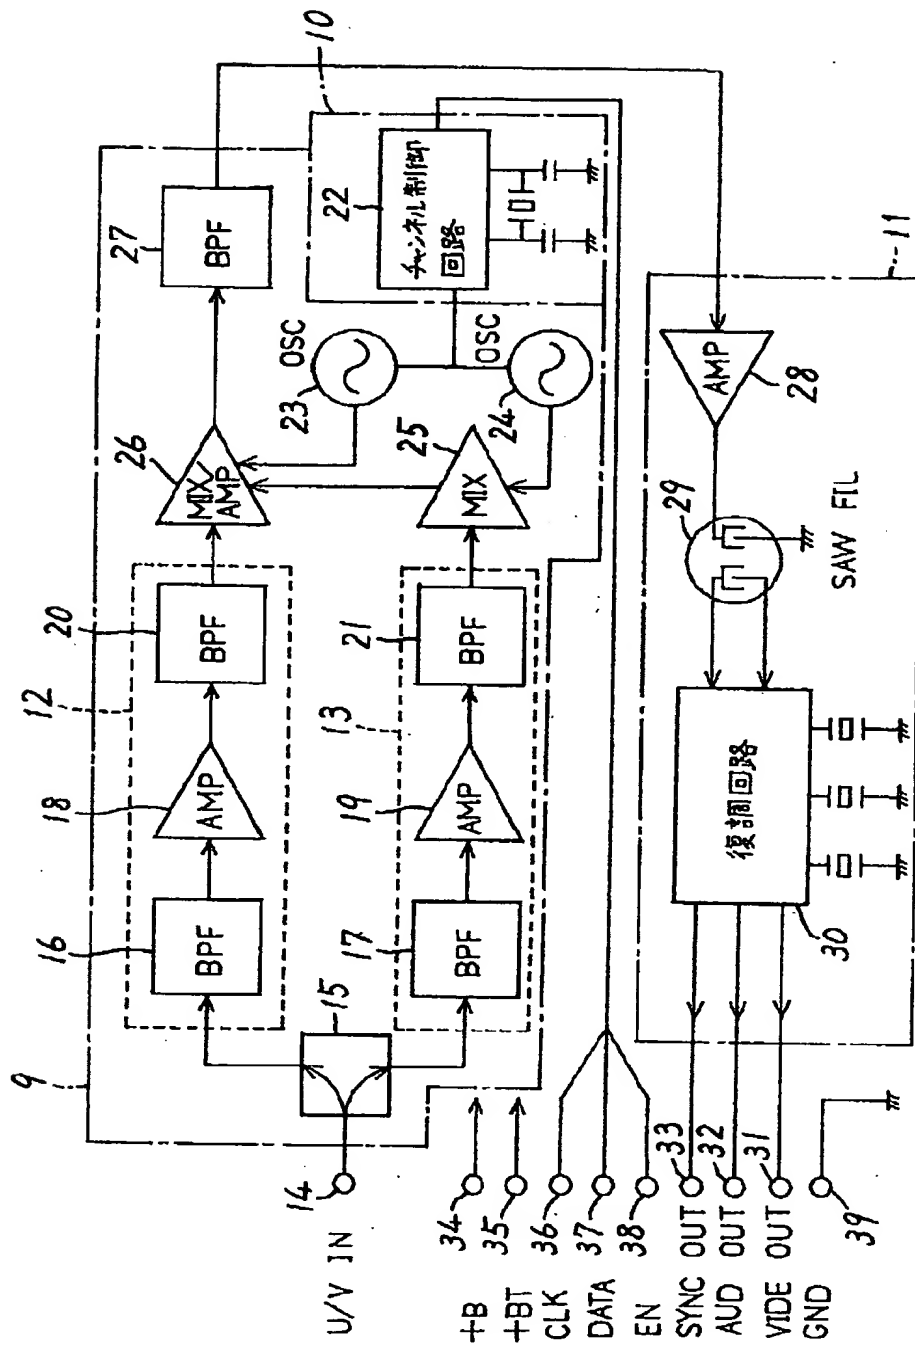 9
12
16
BPF
18
AMP
20
BPF
26
MIX/
AMP
27
BPF
10
U/V IN
14
15
13
17
BPF
19
AMP
21
BPF
25
MIX
23
OSC
24
OSC
22
チャンネル制御
回路
+B
34
+BT
35
CLK
36
DATA
37
EN
38
SYNC OUT
33
AUD OUT
32
VIDE OUT
31
GND
39
30
復調回路
29
SAW FIL
AMP
28
11